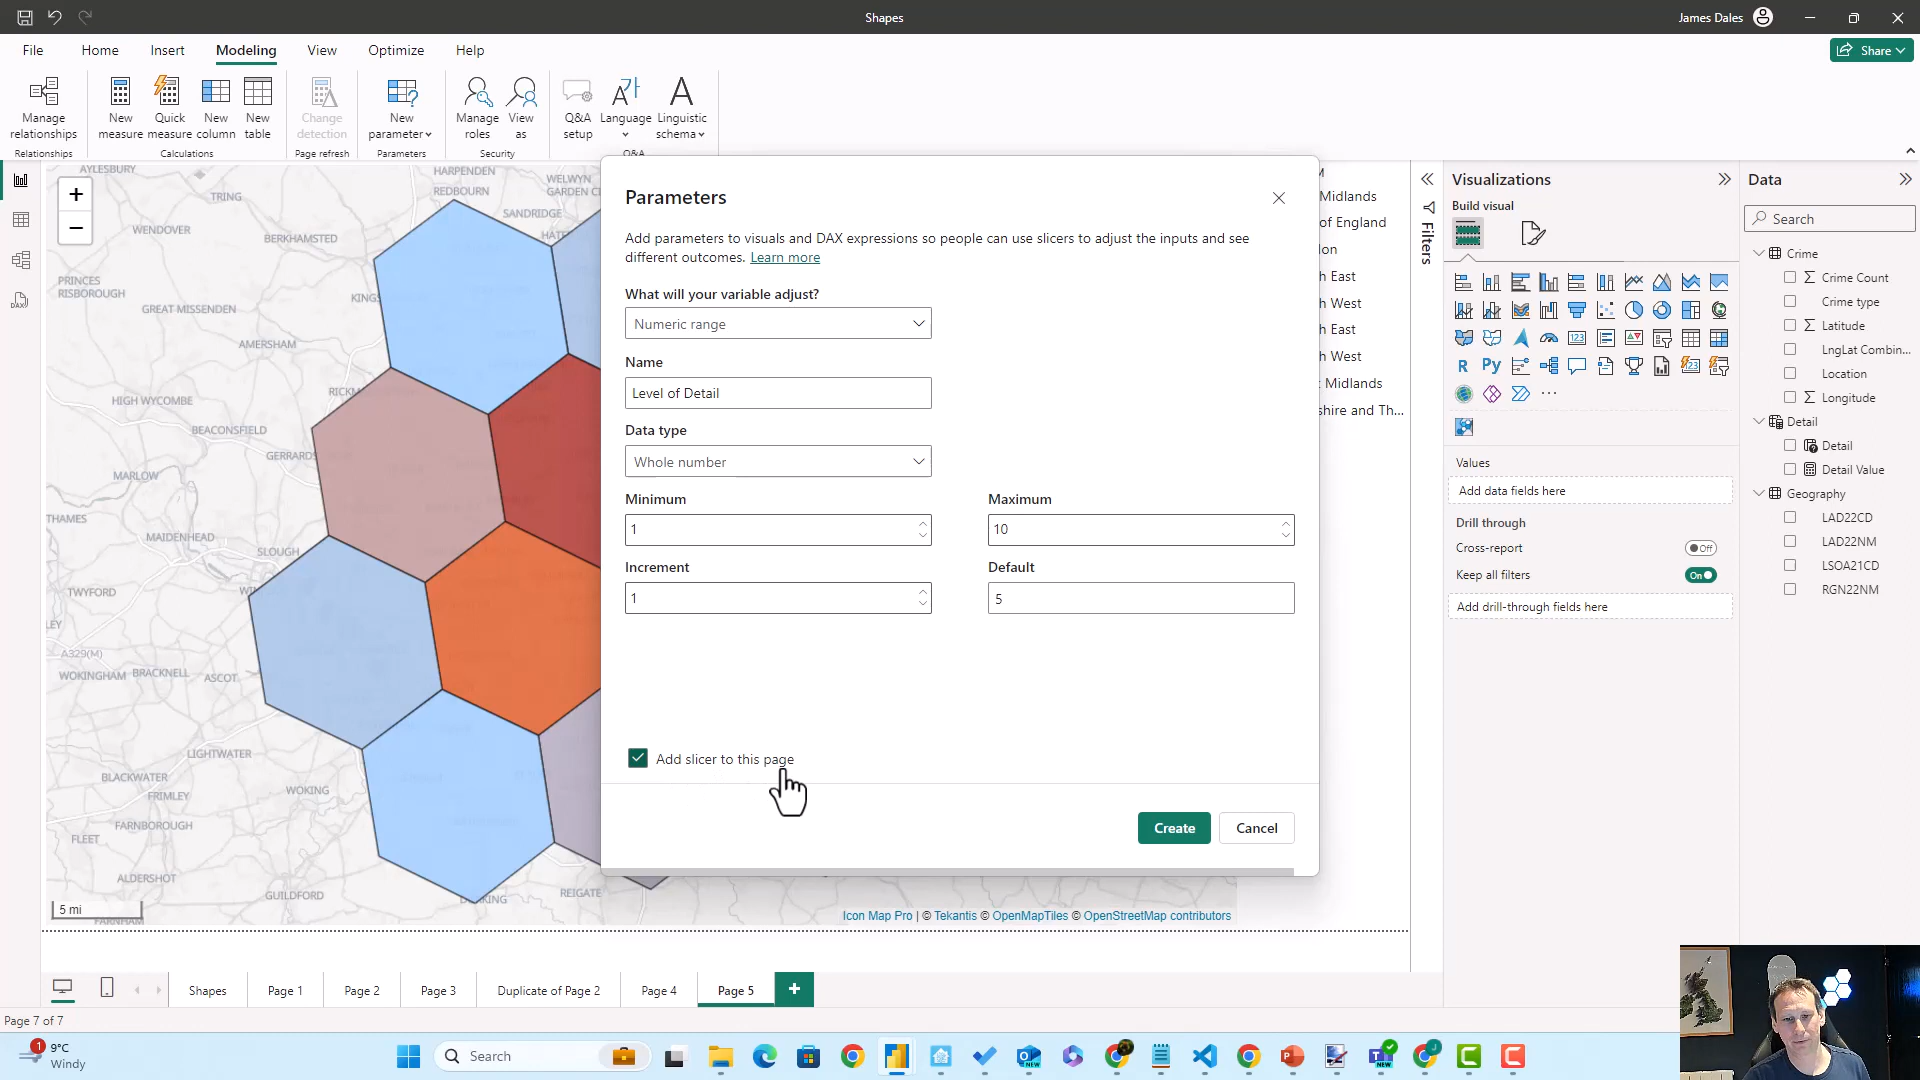 Shapes
James Dales
File
Home
Insert
Modeling
View
Optimize
Help
Share
Manage relationships
New measure
Quick measure
New column
New table
Change detection
New parameter
Manage roles
View as
Q&A setup
Language
Linguistic schema
Relationships
Calculations
Page refresh
Parameters
Security
Q&A
AYLESBURY
TRING
HARPENDEN
REDBOURN
WELWYN
GARDEN C
SANDRIDGE
WENDOVER
BERKHAMSTED
PRINCES
RISBOROUGH
GREAT MISSENDEN
KINGS
AMERSHAM
RICKM
HIGH WYCOMBE
BEACONSFIELD
GERRARDS
MARLOW
THAMES
MAIDENHEAD
SLOUGH
TWYFORD
A329(M)
WOKINGHAM
BRACKNELL
ASCOT
LIGHTWATER
BLACKWATER
FRIMLEY
WOKING
FARNBOROUGH
FLEET
ALDERSHOT
GUILDFORD
REIGATE
FARNHAM
+
−
5 mi
Parameters
Add parameters to visuals and DAX expressions so people can use slicers to adjust the inputs and see
different outcomes. Learn more
What will your variable adjust?
Numeric range
Name
Level of Detail
Data type
Whole number
Minimum
Maximum
1
10
Increment
Default
1
5
Add slicer to this page
Create
Cancel
Midlands
of England
on
h East
h West
h East
h West
Midlands
shire and Th...
Icon Map Pro | © Tekantis © OpenMapTiles © OpenStreetMap contributors
Filters
Visualizations
Build visual
R
Py
123
Values
Add data fields here
Drill through
Cross-report
Off
Keep all filters
On
Add drill-through fields here
Data
Search
Crime
Crime Count
Crime type
Latitude
LngLat Combin...
Location
Longitude
Detail
Detail
Detail Value
Geography
LAD22CD
LAD22NM
LSOA21CD
RGN22NM
Shapes
Page 1
Page 2
Page 3
Duplicate of Page 2
Page 4
Page 5
+
Page 7 of 7
1
9°C
Windy
Search
NEW
NEW